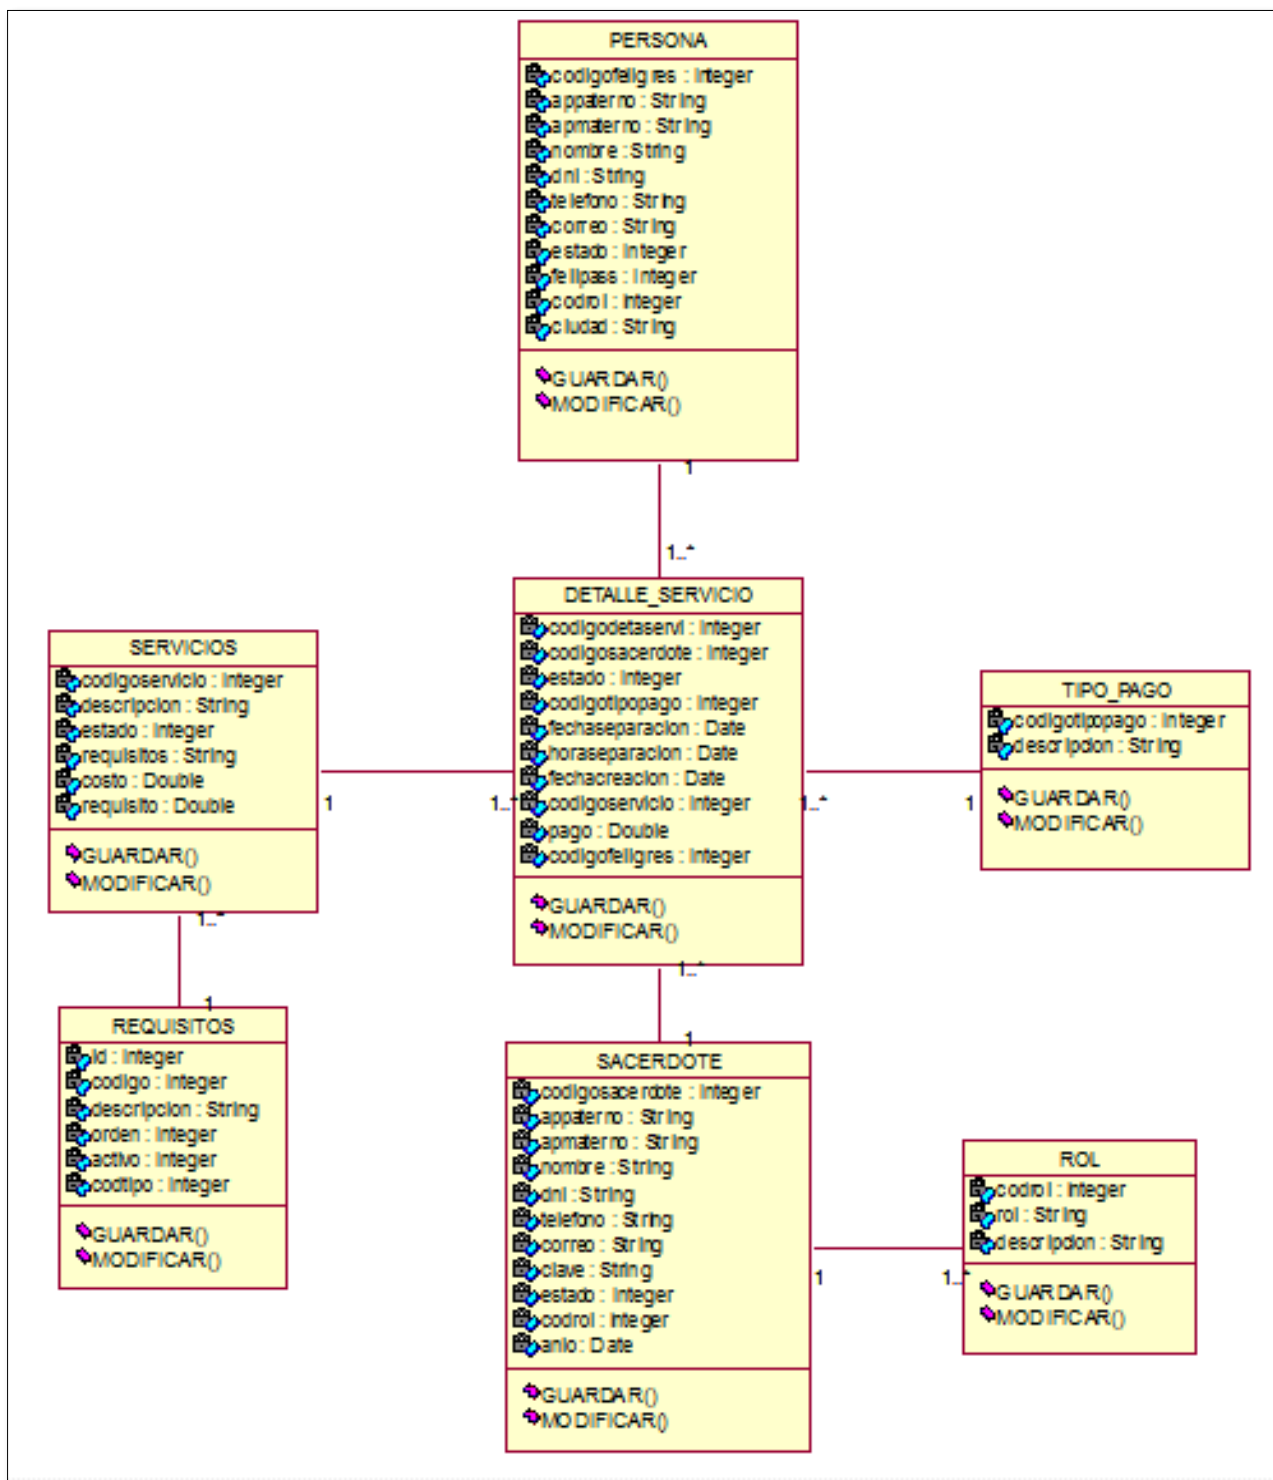 PERSONA
codigofeligres : Integer
appaterno : String
apmaterno : String
nombre : String
dni : String
telefono : String
correo : String
estado : Integer
felipass : Integer
codrol : Integer
ciudad : String
GUARDAR()
MODIFICAR()
1
1..*
DETALLE_SERVICIO
codigodetaservi : Integer
codigosacerdote : Integer
estado : Integer
codigotipopago : Integer
fechaseparacion : Date
horaseparacion : Date
fechacreacion : Date
codigoservicio : Integer
pago : Double
codigofeligres : Integer
GUARDAR()
MODIFICAR()
SERVICIOS
codigoservicio : Integer
descripcion : String
estado : Integer
requisitos : String
costo : Double
requisito : Double
GUARDAR()
MODIFICAR()
1
1..*
TIPO_PAGO
codigotipopago : Integer
descripcion : String
GUARDAR()
MODIFICAR()
1..*
1
1..*
1
REQUISITOS
id : Integer
codigo : Integer
descripcion : String
orden : Integer
activo : Integer
codtipo : Integer
GUARDAR()
MODIFICAR()
1..*
1
SACERDOTE
codigosacerdote : Integer
appaterno : String
apmaterno : String
nombre : String
dni : String
telefono : String
correo : String
clave : String
estado : Integer
codrol : Integer
anio : Date
GUARDAR()
MODIFICAR()
1
1..*
ROL
codrol : Integer
rol : String
descripcion : String
GUARDAR()
MODIFICAR()